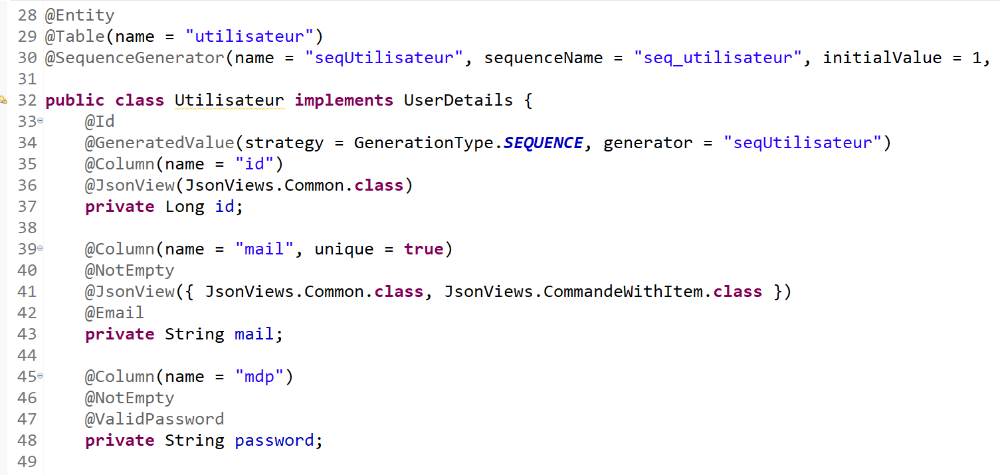 28 @Entity
29 @Table(name = "utilisateur")
30 @SequenceGenerator(name = "seqUtilisateur", sequenceName = "seq_utilisateur", initialValue = 1,
31
32 public class Utilisateur implements UserDetails {
33 @Id
34 @GeneratedValue(strategy = GenerationType.SEQUENCE, generator = "seqUtilisateur")
35 @Column(name = "id")
36 @JsonView(JsonViews.Common.class)
37 private Long id;
38
39 @Column(name = "mail", unique = true)
40 @NotEmpty
41 @JsonView({ JsonViews.Common.class, JsonViews.CommandeWithItem.class })
42 @Email
43 private String mail;
44
45 @Column(name = "mdp")
46 @NotEmpty
47 @ValidPassword
48 private String password;
49